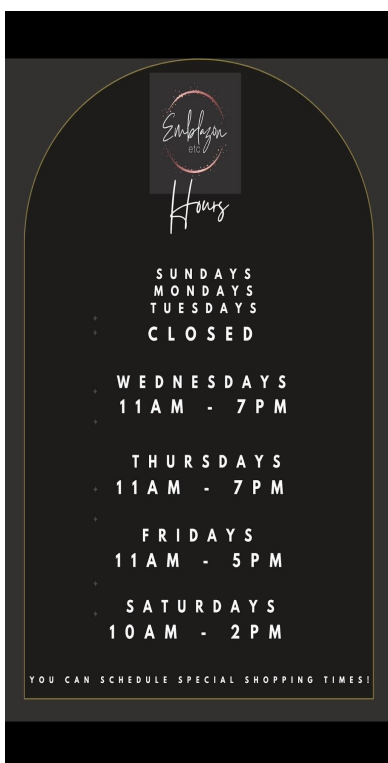 Emblazon
etc
Hours
SUNDAYS
MONDAYS
TUESDAYS
CLOSED
WEDNESDAYS
11AM - 7PM
THURSDAYS
11AM - 7PM
FRIDAYS
11AM - 5PM
SATURDAYS
10AM - 2PM
YOU CAN SCHEDULE SPECIAL SHOPPING TIMES!